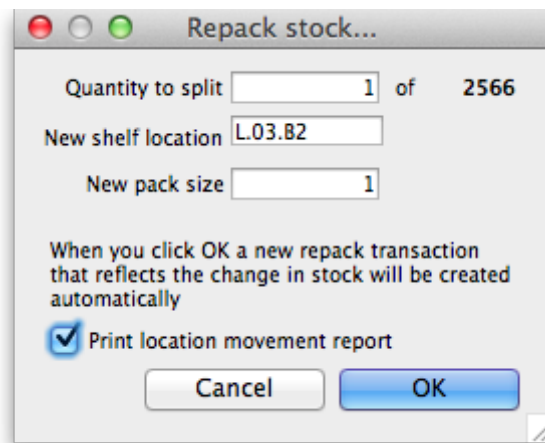 Repack stock...
Quantity to split 1 of 2566
New shelf location L.03.B2
New pack size 1
When you click OK a new repack transaction
that reflects the change in stock will be created
automatically
Print location movement report
Cancel OK